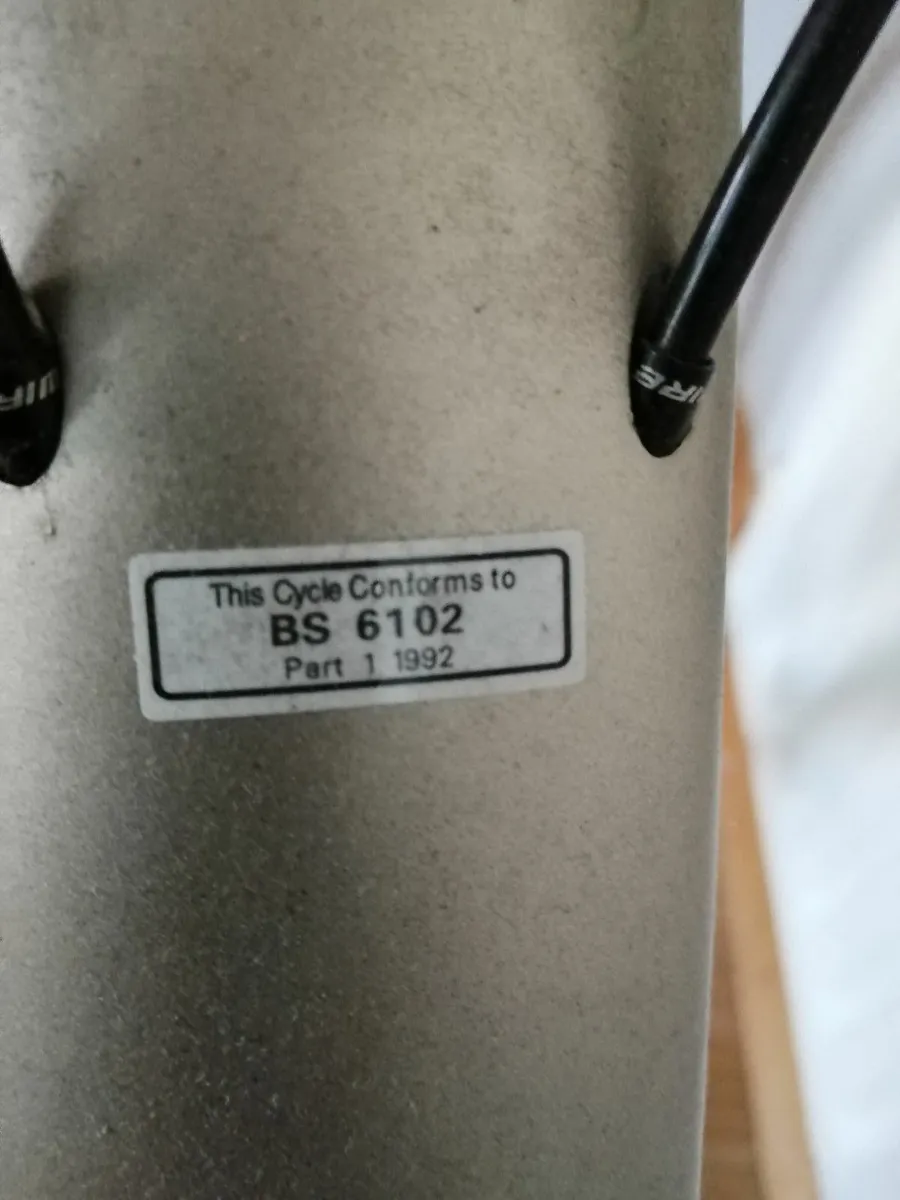 This Cycle Conforms to
BS 6102
Part 1 1992